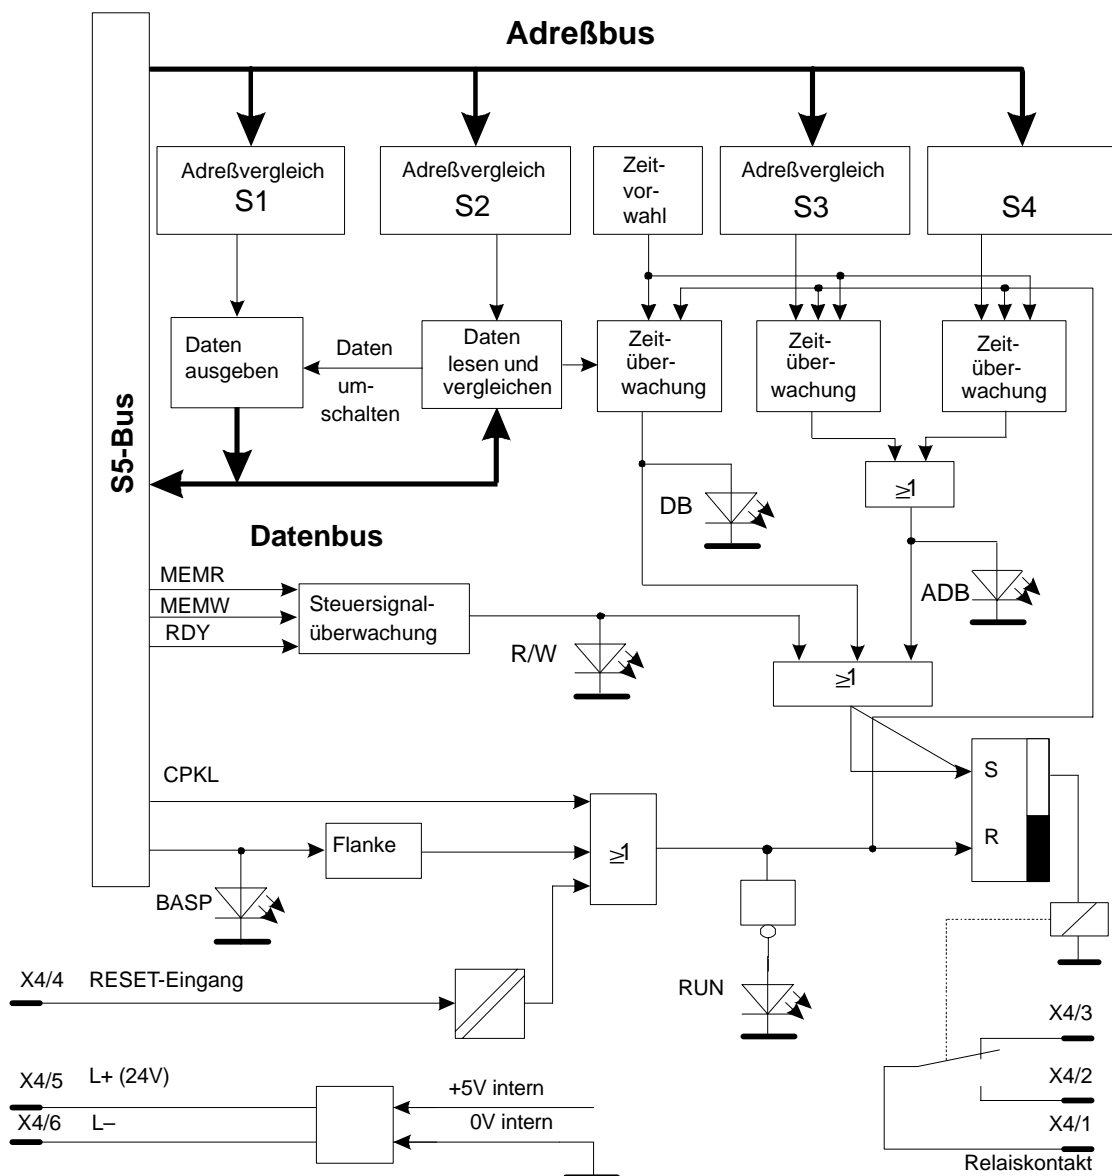 Adreßbus
Adreßvergleich
S1
Adreßvergleich
S2
Zeit-
vor-
wahl
Adreßvergleich
S3
S4
Daten
ausgeben
Daten
um-
schalten
Daten
lesen und
vergleichen
Zeit-
über-
wachung
Zeit-
über-
wachung
Zeit-
über-
wachung
S5-Bus
≥1
DB
Datenbus
ADB
MEMR
MEMW
RDY
Steuersignal-
überwachung
R/W
≥1
CPKL
S
R
Flanke
≥1
BASP
X4/4 RESET-Eingang
RUN
X4/3
X4/5 L+ (24V)
+5V intern
X4/2
X4/6 L–
0V intern
X4/1
Relaiskontakt